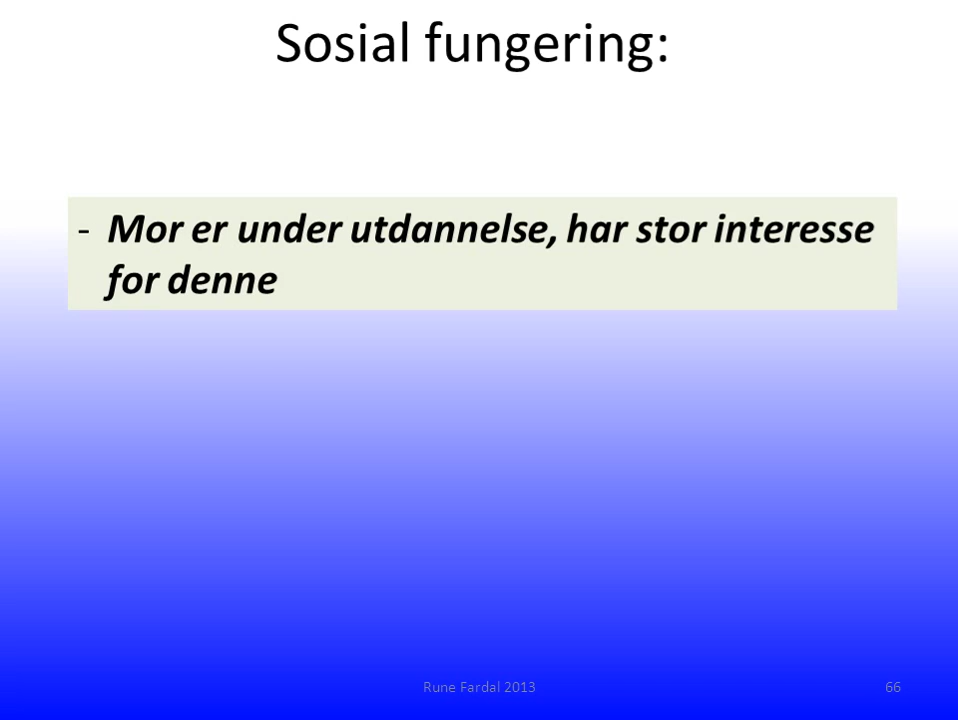 Sosial fungering:
- Mor er under utdannelse, har stor interesse
for denne
Rune Fardal 2013
66